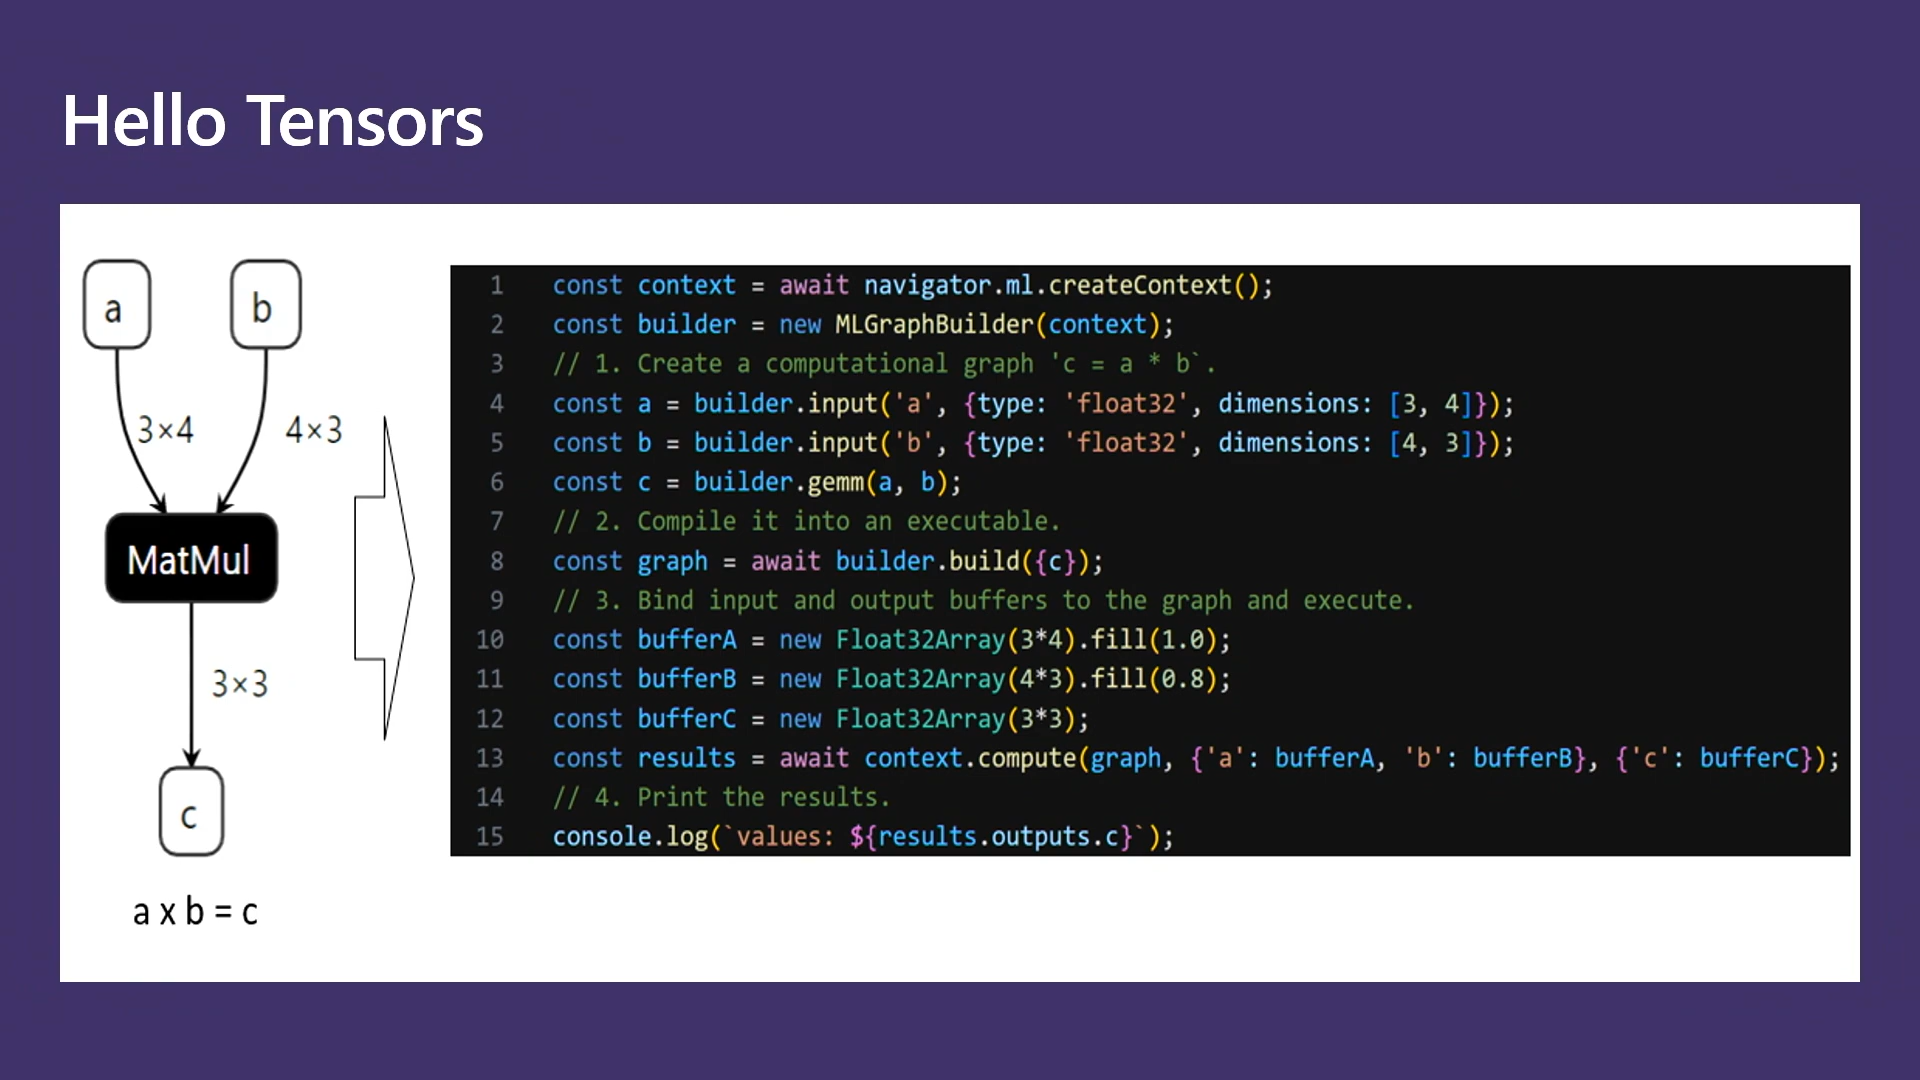 Hello Tensors
a
b
3×4
4×3
MatMul
3×3
c
a x b = c
1 const context = await navigator.ml.createContext();
2 const builder = new MLGraphBuilder(context);
3 // 1. Create a computational graph 'c = a * b`.
4 const a = builder.input('a', {type: 'float32', dimensions: [3, 4]});
5 const b = builder.input('b', {type: 'float32', dimensions: [4, 3]});
6 const c = builder.gemm(a, b);
7 // 2. Compile it into an executable.
8 const graph = await builder.build({c});
9 // 3. Bind input and output buffers to the graph and execute.
10 const bufferA = new Float32Array(3*4).fill(1.0);
11 const bufferB = new Float32Array(4*3).fill(0.8);
12 const bufferC = new Float32Array(3*3);
13 const results = await context.compute(graph, {'a': bufferA, 'b': bufferB}, {'c': bufferC});
14 // 4. Print the results.
15 console.log(`values: ${results.outputs.c}`);